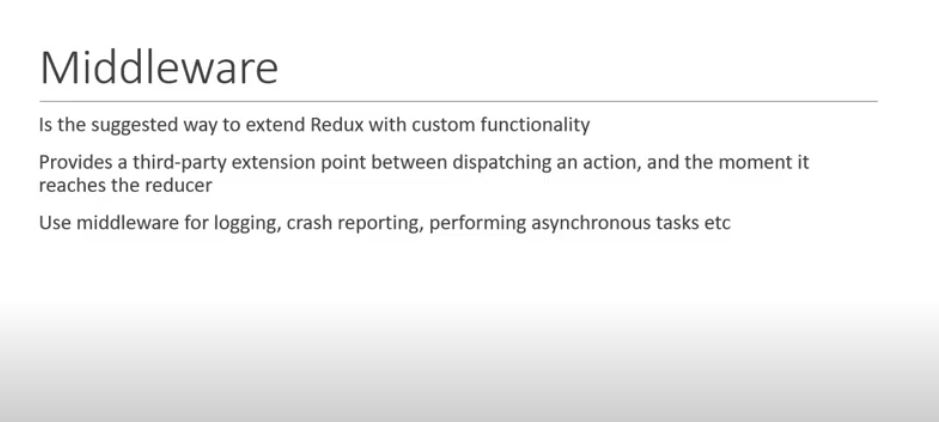 Middleware
Is the suggested way to extend Redux with custom functionality
Provides a third-party extension point between dispatching an action, and the moment it
reaches the reducer
Use middleware for logging, crash reporting, performing asynchronous tasks etc